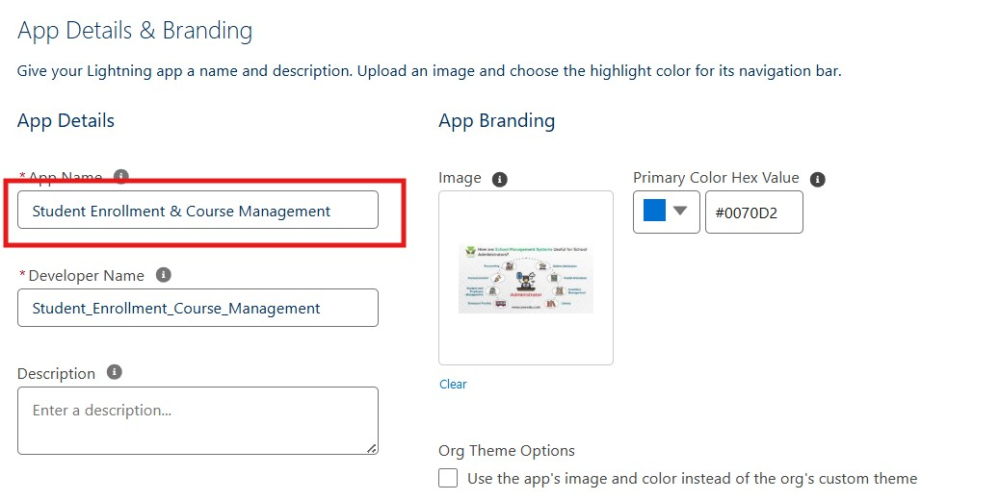 App Details & Branding
Give your Lightning app a name and description. Upload an image and choose the highlight color for its navigation bar.
App Details
* App Name
Student Enrollment & Course Management
* Developer Name
Student_Enrollment_Course_Management
Description
Enter a description...
App Branding
Image
How are School Management Systems Useful for School
Administrators?
Administrator
Library
Clear
Primary Color Hex Value
#0070D2
Org Theme Options
Use the app's image and color instead of the org's custom theme